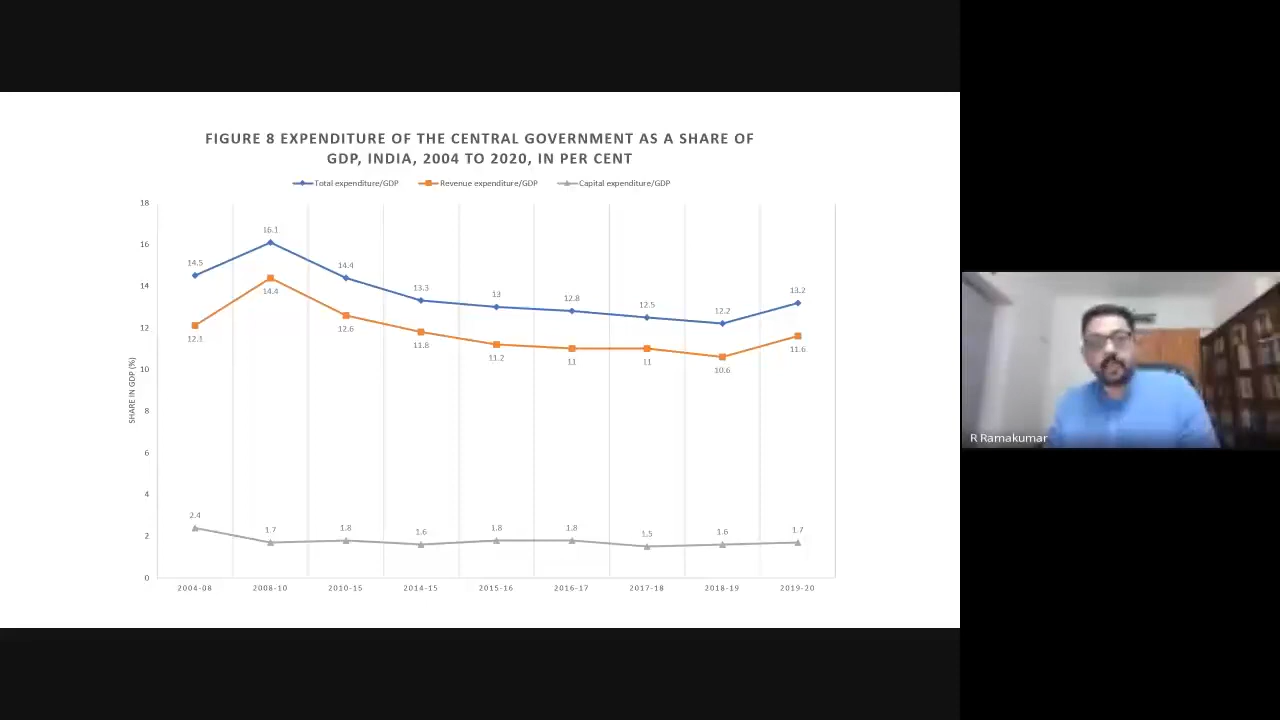 FIGURE 8 EXPENDITURE OF THE CENTRAL GOVERNMENT AS A SHARE OF
GDP, INDIA, 2004 TO 2020, IN PER CENT
Total expenditure/GDP Revenue expenditure/GDP Capital expenditure/GDP
SHARE IN GDP (%)
18
16
14
12
10
8
6
4
2
0
14.5 16.1 14.4 13.3 13 12.8 12.5 12.2 13.2
12.1 14.4 12.6 11.8 11.2 11 11 10.6 11.6
2.4 1.7 1.8 1.6 1.8 1.8 1.5 1.6 1.7
2004-08 2008-10 2010-15 2014-15 2015-16 2016-17 2017-18 2018-19 2019-20
R Ramakumar